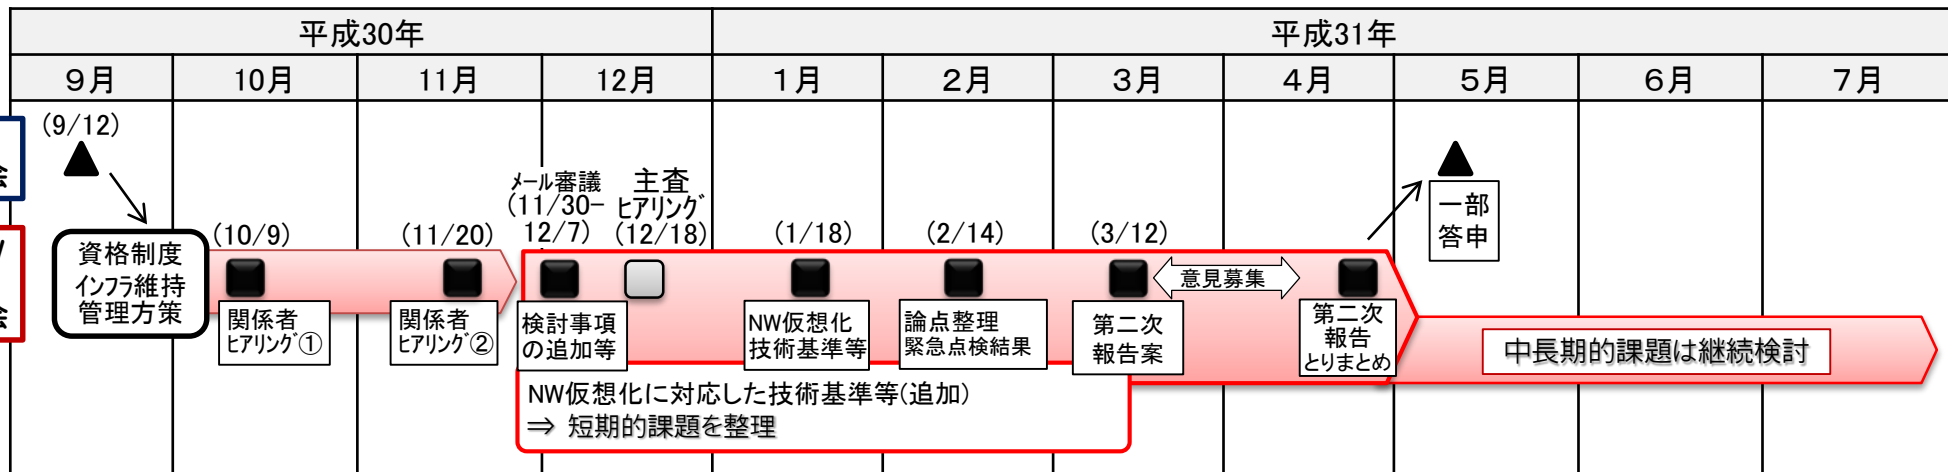 平成30年
平成31年
9月
10月
11月
12月
1月
2月
3月
4月
5月
6月
7月
(9/12)
会
会
資格制度
インフラ維持
管理方策
(10/9)
関係者
ヒアリング①
(11/20)
関係者
ヒアリング②
メール審議
(11/30-
12/7)
検討事項
の追加等
主査
ヒアリング
(12/18)
(1/18)
NW仮想化
技術基準等
(2/14)
論点整理
緊急点検結果
(3/12)
第二次
報告案
意見募集
第二次
報告
とりまとめ
一部
答申
中長期的課題は継続検討
NW仮想化に対応した技術基準等(追加)
⇒ 短期的課題を整理